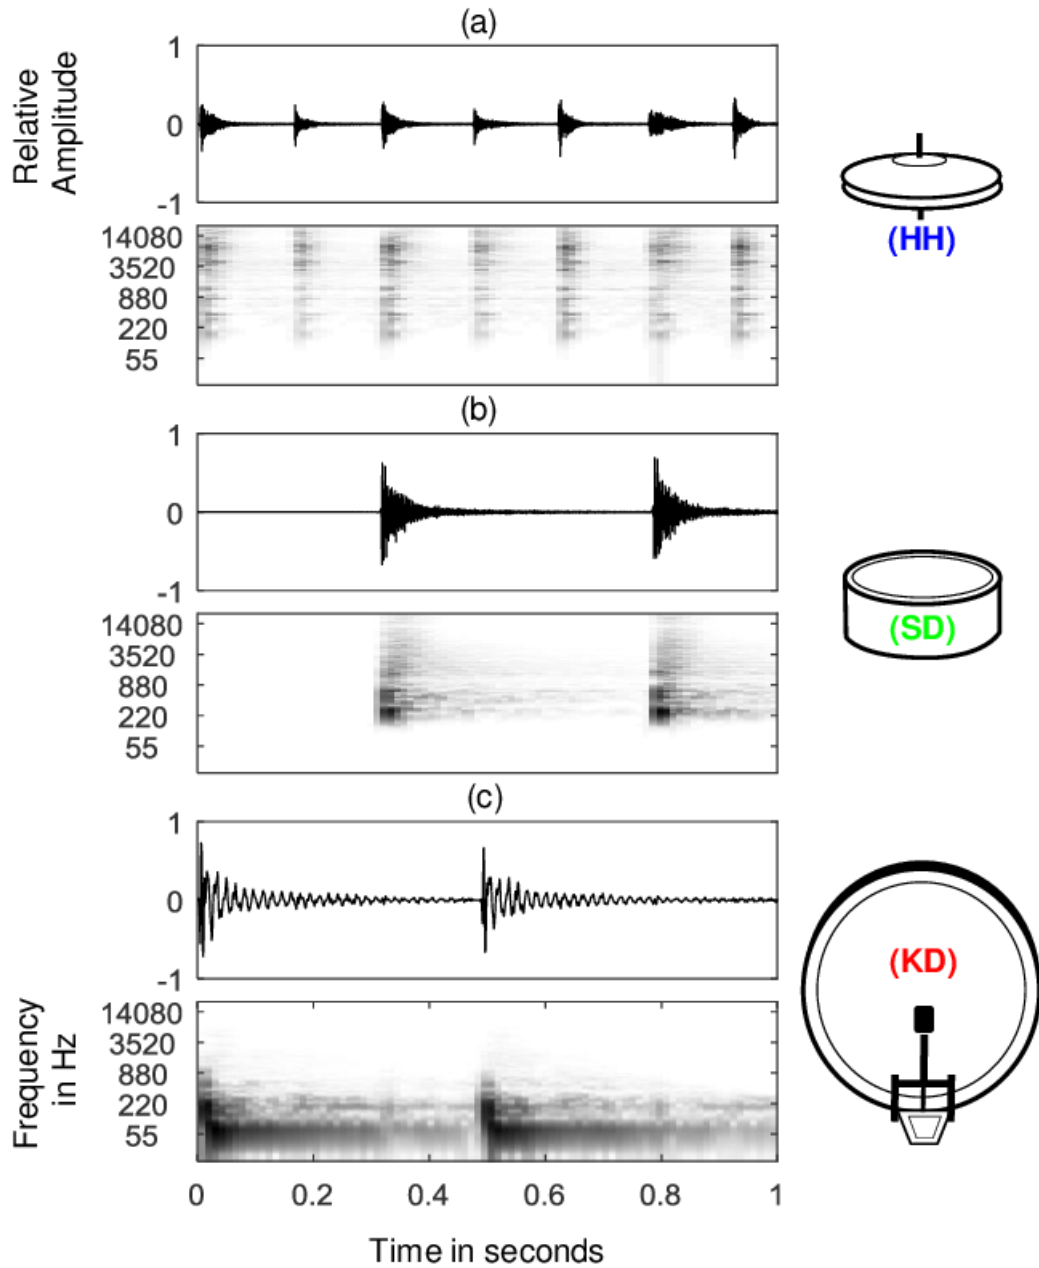 (a)
Relative
Amplitude
1
0
-1
14080
3520
880
220
55
(HH)
(b)
1
0
-1
14080
3520
880
220
55
(SD)
(c)
1
0
-1
(KD)
Frequency
in Hz
14080
3520
880
220
55
0 0.2 0.4 0.6 0.8 1
Time in seconds